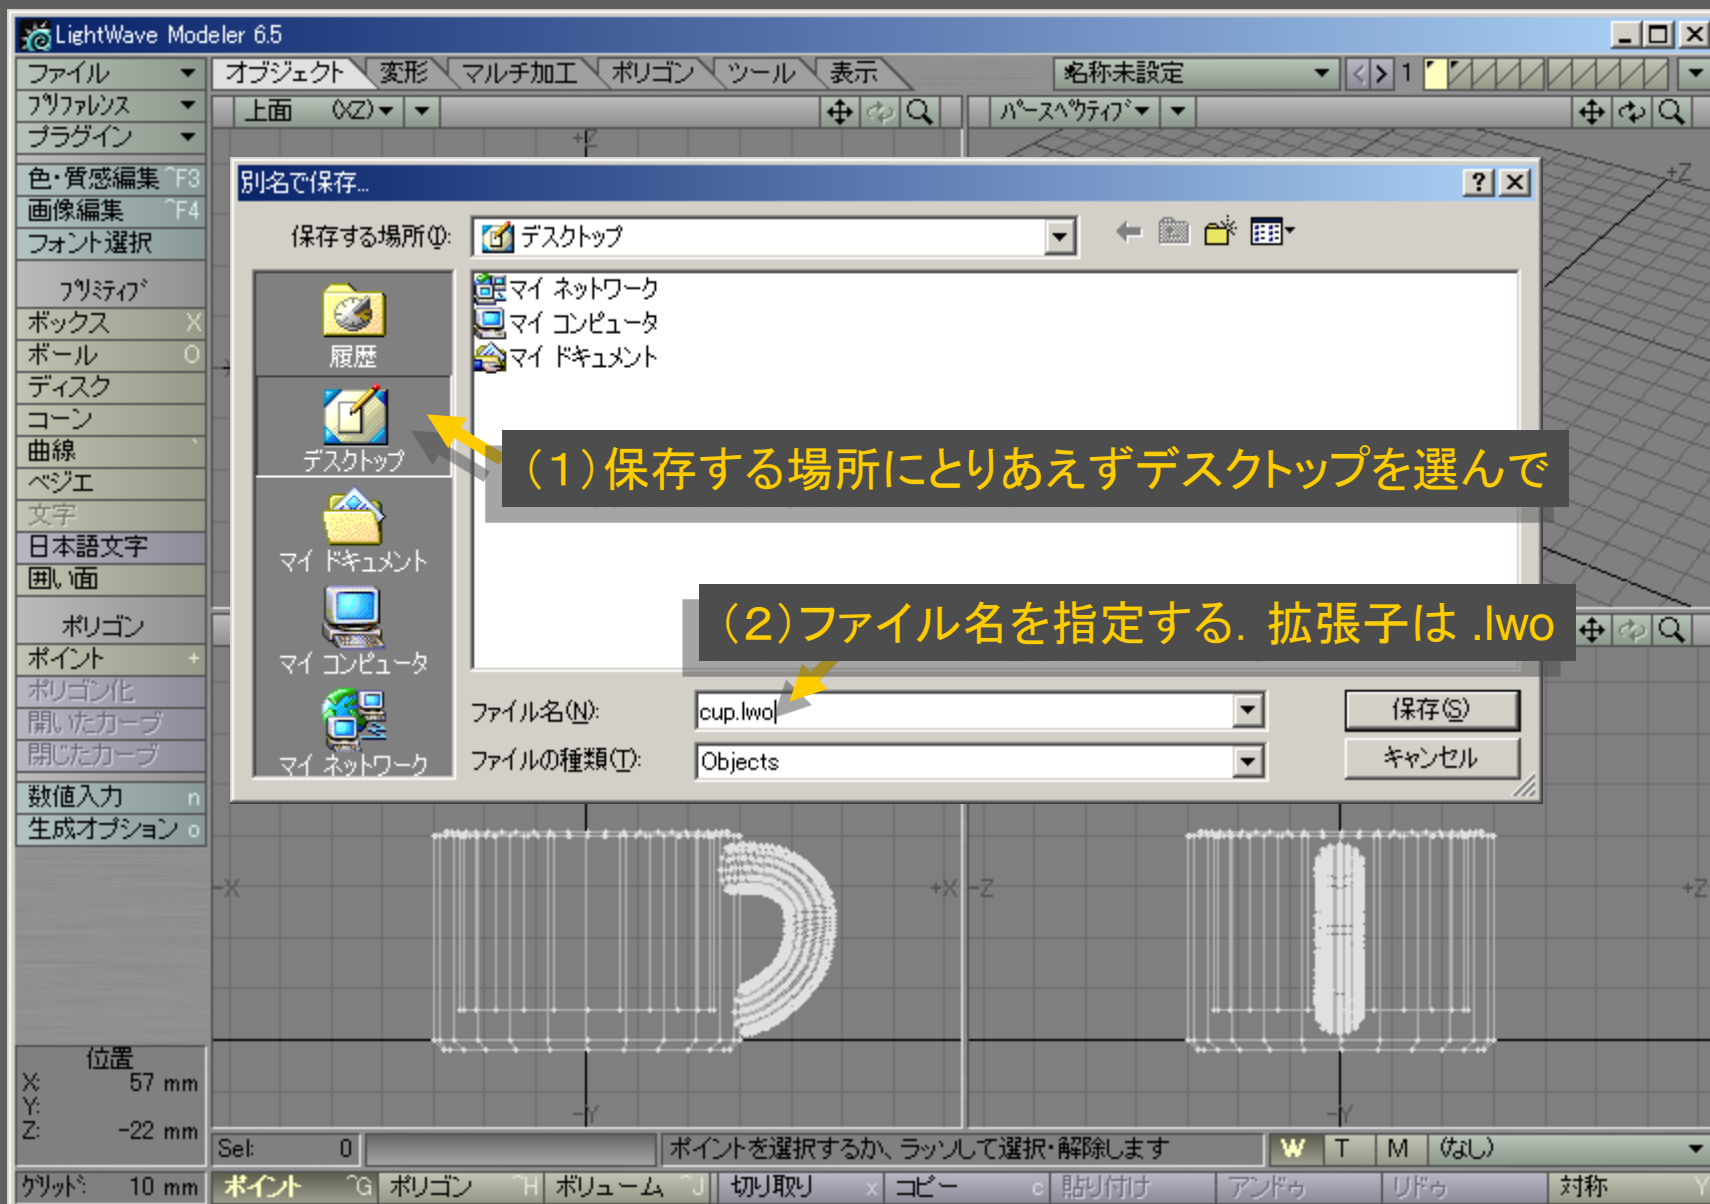 LightWave Modeler 6.5
ファイル
プリファレンス
プラグイン
オブジェクト 変形 マルチ加工 ポリゴン ツール 表示
名称未設定 < > 1
上面 (XZ)
パースペクティブ
+Z
+Z
色・質感編集 ^F3
画像編集 ^F4
フォント選択
プリミティブ
ボックス X
ボール O
ディスク
コーン
曲線 `
ベジエ
文字
日本語文字
囲い面
ポリゴン
ポイント +
ポリゴン化
開いたカーブ
閉じたカーブ
数値入力 n
生成オプション o
別名で保存...
保存する場所(I):
デスクトップ
履歴
デスクトップ
マイ ドキュメント
マイ コンピュータ
マイ ネットワーク
マイ ネットワーク
マイ コンピュータ
マイ ドキュメント
(1)保存する場所にとりあえずデスクトップを選んで
(2)ファイル名を指定する. 拡張子は .lwo
ファイル名(N):
cup.lwo
保存(S)
ファイルの種類(T):
Objects
キャンセル
-X
+X
-Z
+Z
-Y
-Y
位置
X: 57 mm
Y:
Z: -22 mm
Sel: 0
ポイントを選択するか、ラッソして選択・解除します
W T M (なし)
グリッド: 10 mm
ポイント ^G ポリゴン ^H ボリューム ^J 切り取り x コピー c 貼り付け アンドゥ リドゥ 対称 Y